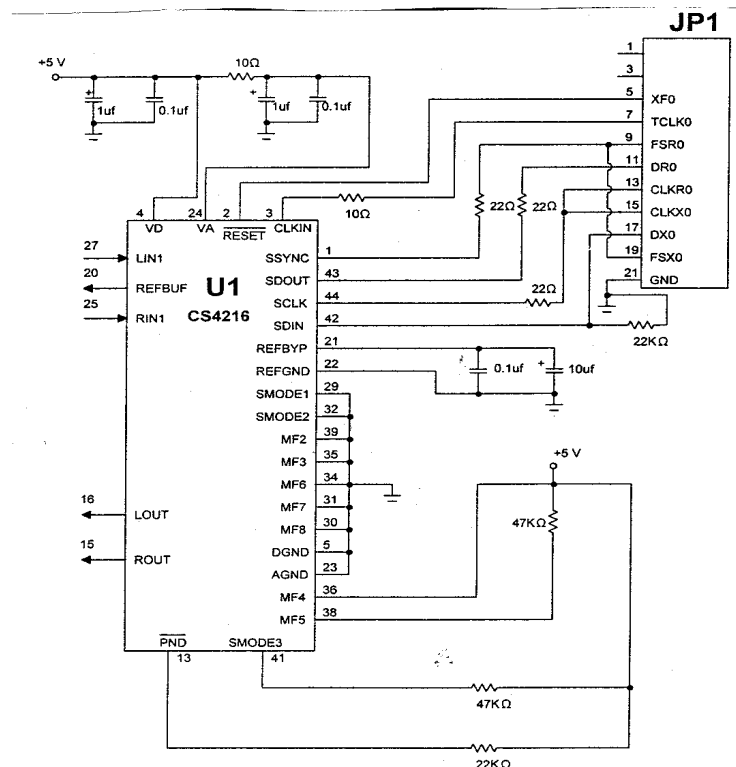 JP1
+5 V
10Ω
1
3
5 XF0
7 TCLK0
9 FSR0
11 DR0
13 CLKR0
15 CLKX0
17 DX0
19 FSX0
21 GND
+
1uf
0.1uf
+
1uf
0.1uf
10Ω
22Ω
22Ω
22Ω
22KΩ
4 24 2 3
VD VA RESET CLKIN
27 LIN1
20 REFBUF
25 RIN1
U1
CS4216
SSYNC 1
SDOUT 43
SCLK 44
SDIN 42
REFBYP 21
REFGND 22
0.1uf
+
10uf
SMODE1 29
SMODE2 32
MF2 39
MF3 35
MF6 34
MF7 31
MF8 30
DGND 5
AGND 23
MF4 36
MF5 38
16 LOUT
15 ROUT
+5 V
47KΩ
PND SMODE3
13 41
47KΩ
22KΩ